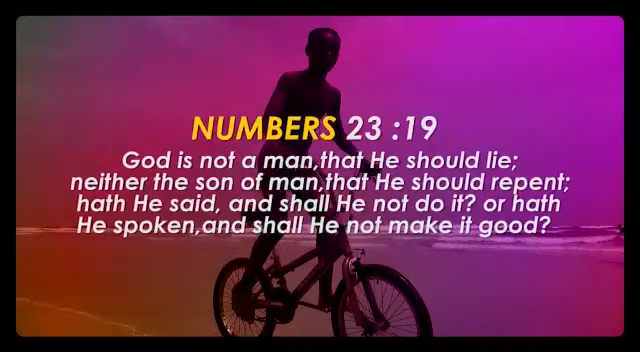 NUMBERS 23 :19
God is not a man,that He should lie;
neither the son of man,that He should repent;
hath He said, and shall He not do it? or hath
He spoken,and shall He not make it good?